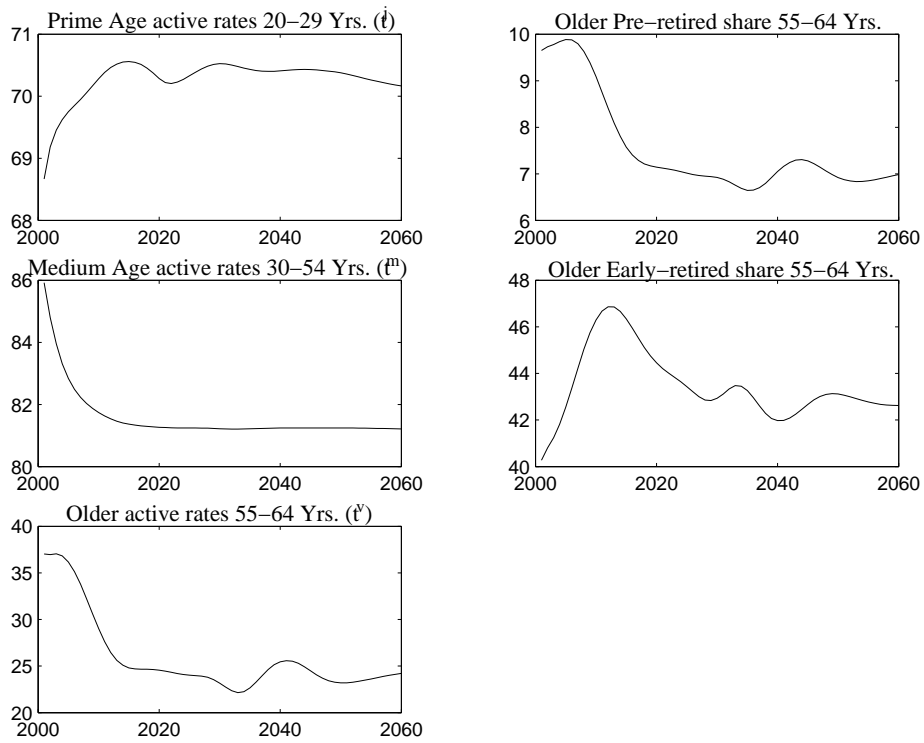 Prime Age active rates 20−29 Yrs. (tʲ)
71
70
69
68
2000 2020 2040 2060
Older Pre−retired share 55−64 Yrs.
10
9
8
7
6
2000 2020 2040 2060
Medium Age active rates 30−54 Yrs. (tᵐ)
86
84
82
80
2000 2020 2040 2060
Older Early−retired share 55−64 Yrs.
48
46
44
42
40
2000 2020 2040 2060
Older active rates 55−64 Yrs. (tᵛ)
40
35
30
25
20
2000 2020 2040 2060